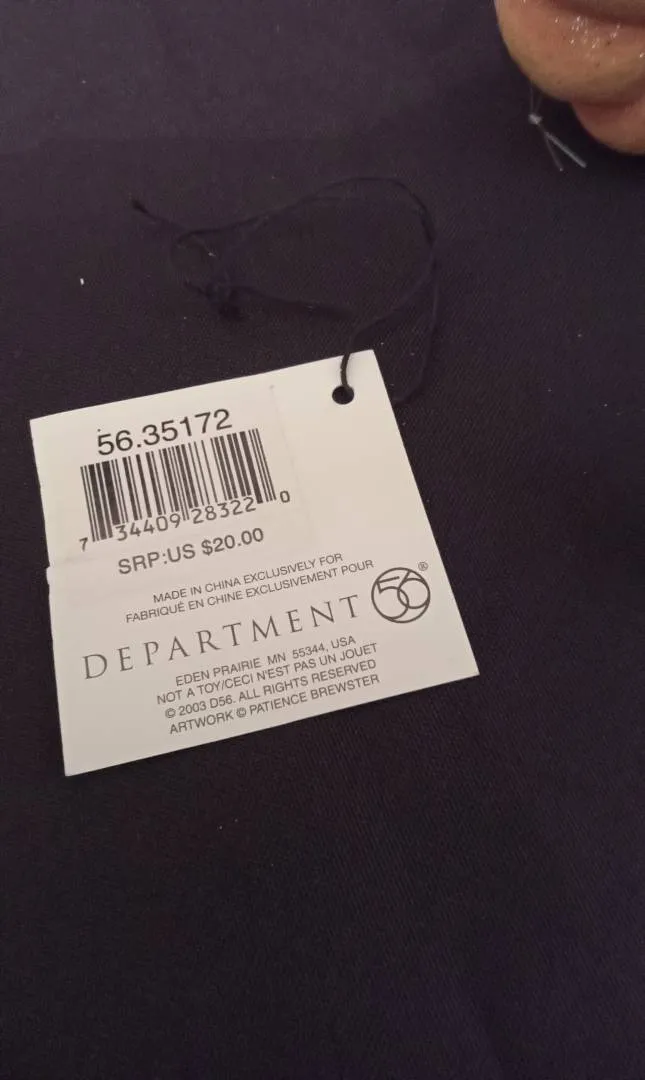 56.35172
7 34409 28322 0
SRP:US $20.00
MADE IN CHINA EXCLUSIVELY FOR
FABRIQUÉ EN CHINE EXCLUSIVEMENT POUR
DEPARTMENT 56®
EDEN PRAIRIE MN 55344, USA
NOT A TOY/CECI N'EST PAS UN JOUET
© 2003 D56. ALL RIGHTS RESERVED
ARTWORK © PATIENCE BREWSTER